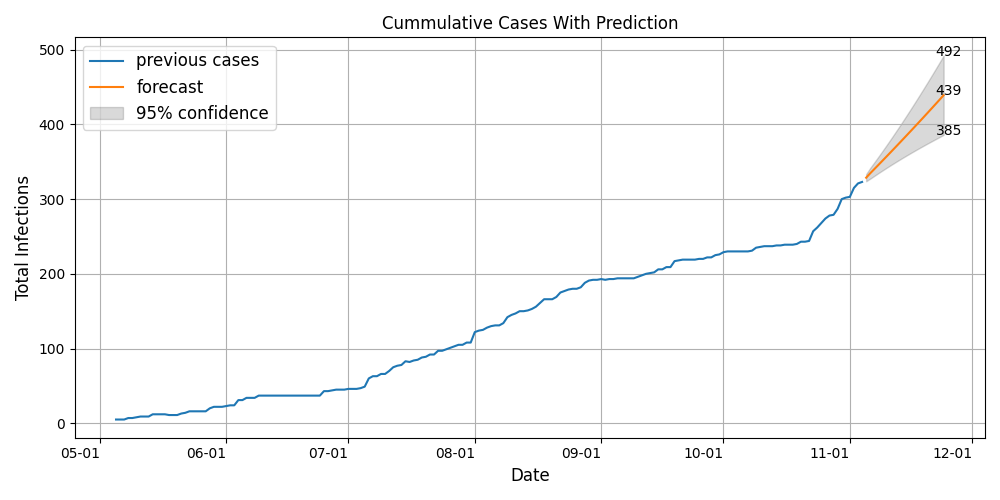 Cummulative Cases With Prediction
previous cases
forecast
95% confidence
492
439
385
500
400
300
200
100
0
Total Infections
05-01 06-01 07-01 08-01 09-01 10-01 11-01 12-01
Date